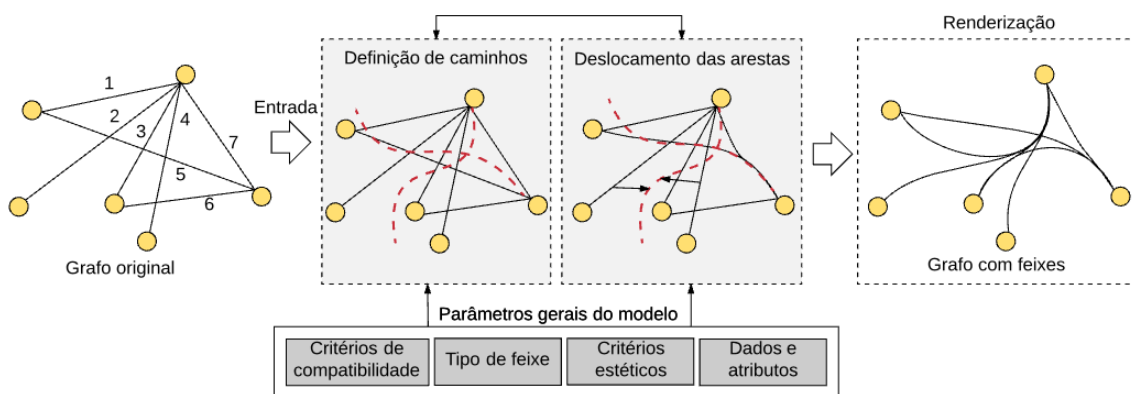 Renderização
Definição de caminhos
Deslocamento das arestas
1
2
3
4
5
6
7
Entrada
Grafo original
Grafo com feixes
Parâmetros gerais do modelo
Critérios de
compatibilidade
Tipo de feixe
Critérios
estéticos
Dados e
atributos